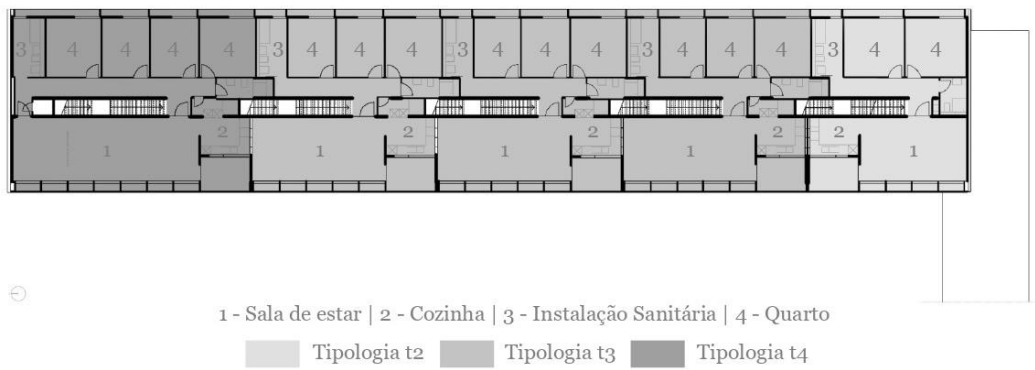 3 4 4 4 4 3 4 4 4 3 4 4 4 3 4 4 4 3 4 4
2 2 2 2 2
1 1 1 1 1
1 - Sala de estar | 2 - Cozinha | 3 - Instalação Sanitária | 4 - Quarto
Tipologia t2 Tipologia t3 Tipologia t4